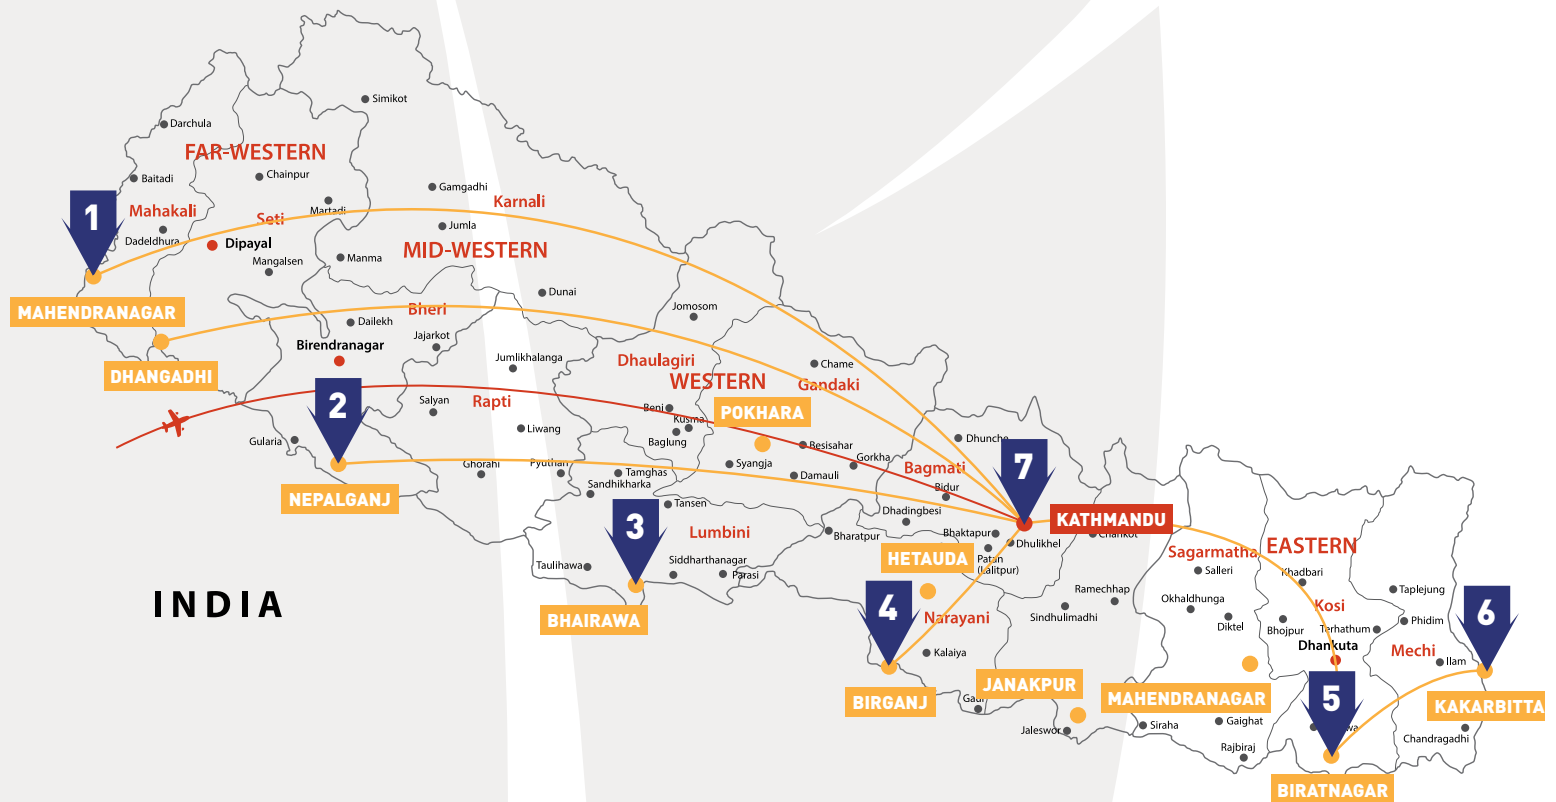 Simikot
Darchula
FAR-WESTERN
Chainpur
Baitadi
Gamgadhi
Karnali
1
Mahakali
Seti
Martadi
Jumla
Dadeldhura
Dipayal
MID-WESTERN
Mangalsen
Manma
Dunai
MAHENDRANAGAR
Bheri
Jomosom
Dailekh
Jajarkot
Birendranagar
Jumlikhalanga
Dhaulagiri
Chame
DHANGADHI
WESTERN
Gandaki
2
Salyan
Rapti
Beni
POKHARA
Kusma
Liwang
Baglung
Gularia
Besisahar
Dhunche
Gorkha
Ghorahi
Pyuthan
Syangja
Bagmati
7
Tamghas
Damauli
Sandhikharka
Bidur
NEPALGANJ
Tansen
Dhadingbesi
KATHMANDU
3
Lumbini
Bharatpur
Bhaktapur
Charikot
Dhulikhel
EASTERN
Sagarmatha
HETAUDA
Patan
(Lalitpur)
Siddharthanagar
Taulihawa
Parasi
Salleri
Khadbari
INDIA
Ramechhap
Taplejung
BHAIRAWA
4
Okhaldhunga
Kosi
6
Narayani
Sindhulimadhi
Diktel
Bhojpur
Terhathum
Phidim
Dhankuta
Mechi
Kalaiya
Ilam
JANAKPUR
BIRGANJ
MAHENDRANAGAR
5
KAKARBITTA
Jaleswor
Siraha
Gaighat
Chandragadhi
Rajbiraj
BIRATNAGAR